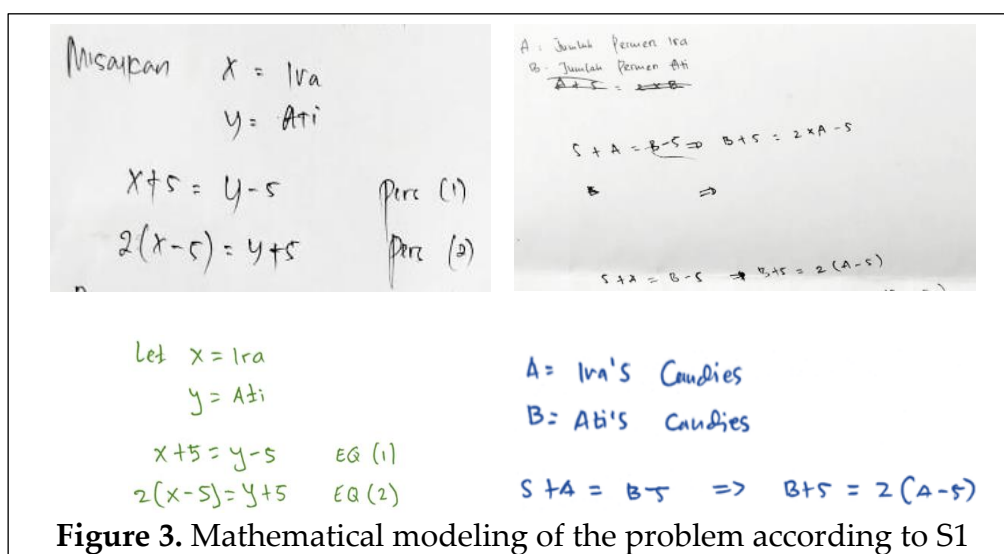 Misalkan x = Ira
y = Ati
x+5 = y-5 Pers (1)
2(x-5) = y+5 Pers (2)
A : Jumlah Permen Ira
B : Jumlah Permen Ati
A+5 = 2xB
5 + A = B-5 ⇒ B+5 = 2xA-5
⇒
5+A = B-5 ⇒ B+5 = 2(A-5)
Let x = Ira
y = Ati
x+5 = y-5 EQ (1)
2(x-5) = y+5 EQ (2)
A = Ira's Candies
B = Ati's Candies
5+A = B-5 => B+5 = 2(A-5)
Figure 3. Mathematical modeling of the problem according to S1